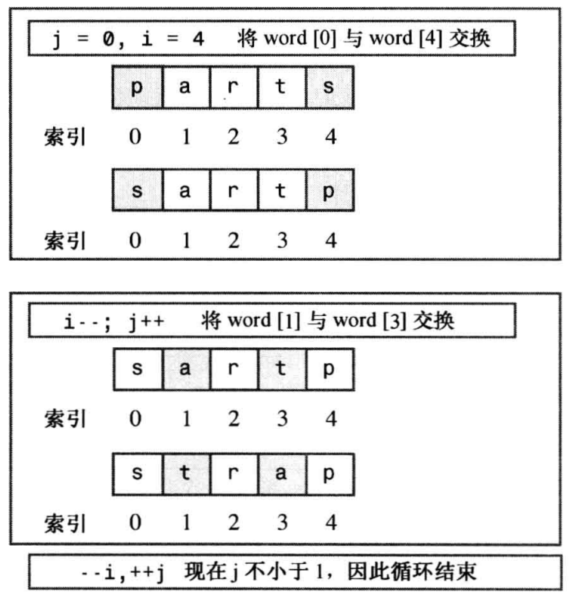 j = 0, i = 4 将 word [0] 与 word [4] 交换
p a r t s
索引 0 1 2 3 4
s a r t p
索引 0 1 2 3 4
i--; j++ 将 word [1] 与 word [3] 交换
s a r t p
索引 0 1 2 3 4
s t r a p
索引 0 1 2 3 4
--i,++j 现在 j 不小于 1，因此循环结束